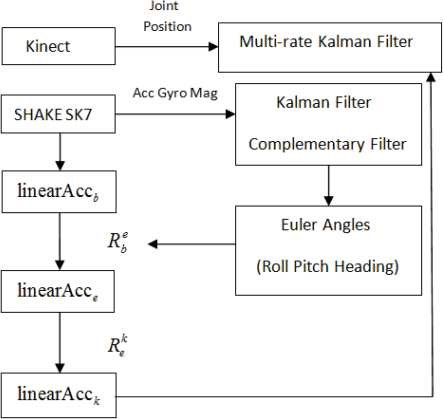 Joint
Position
Kinect
Multi-rate Kalman Filter
Acc Gyro Mag
SHAKE SK7
Kalman Filter
Complementary Filter
linearAcc_b
R_b^e
Euler Angles
(Roll Pitch Heading)
linearAcc_e
R_e^k
linearAcc_k